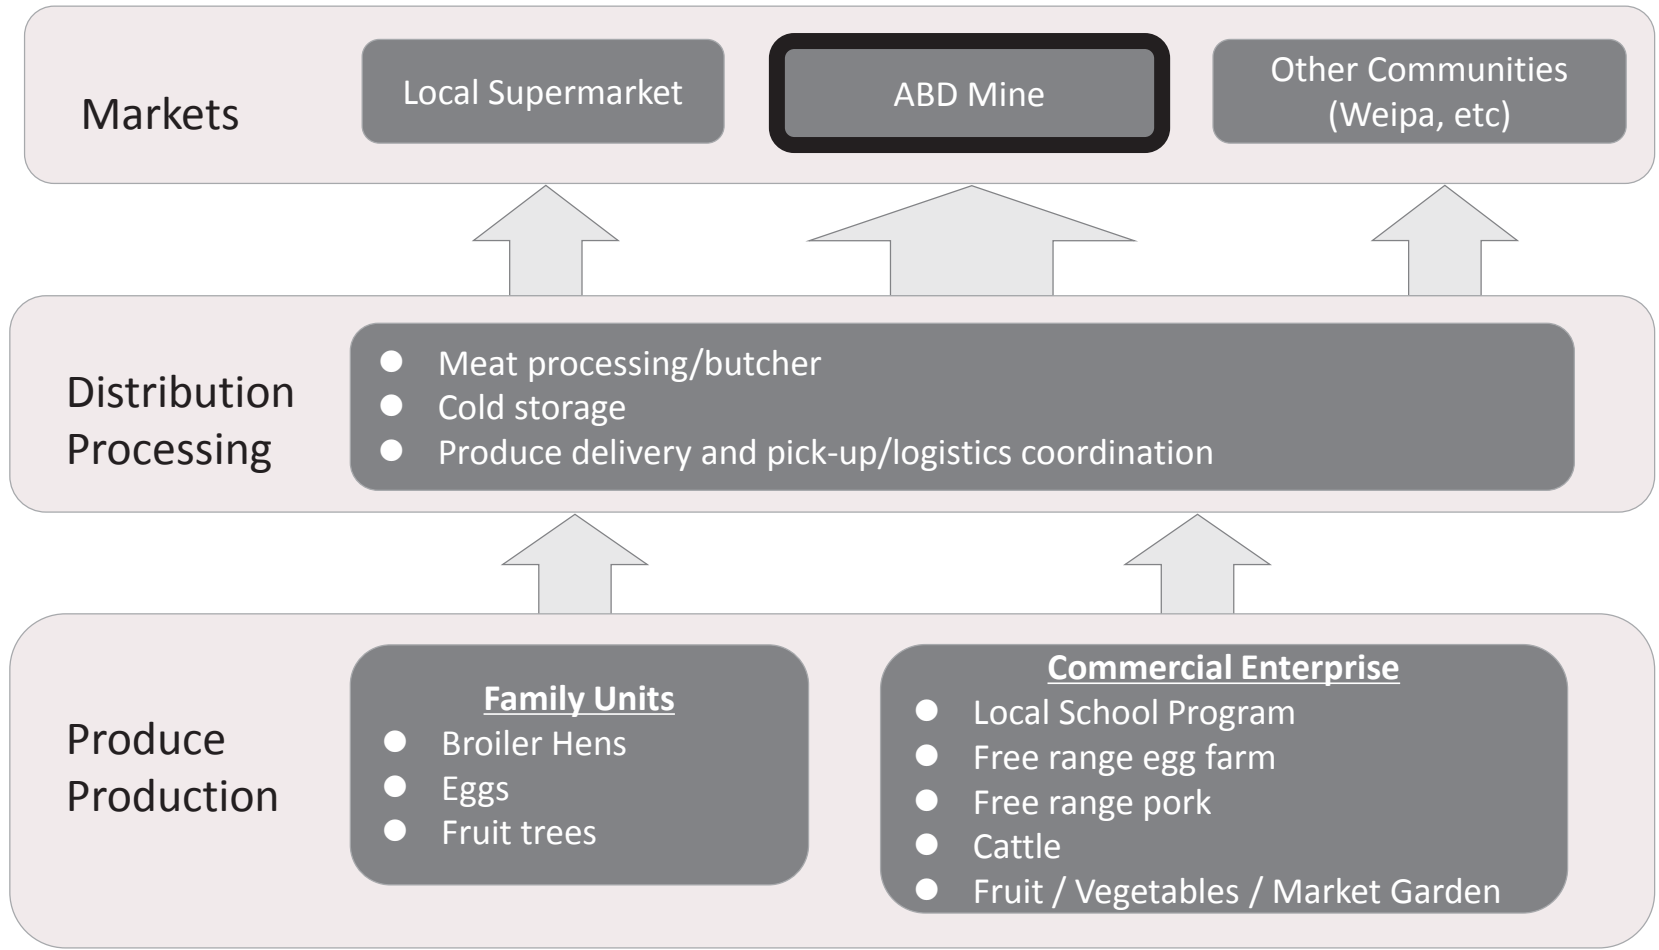 Markets
Local Supermarket
ABD Mine
Other Communities
(Weipa, etc)
Distribution
Processing
● Meat processing/butcher
● Cold storage
● Produce delivery and pick-up/logistics coordination
Produce
Production
Family Units
● Broiler Hens
● Eggs
● Fruit trees
Commercial Enterprise
● Local School Program
● Free range egg farm
● Free range pork
● Cattle
● Fruit / Vegetables / Market Garden